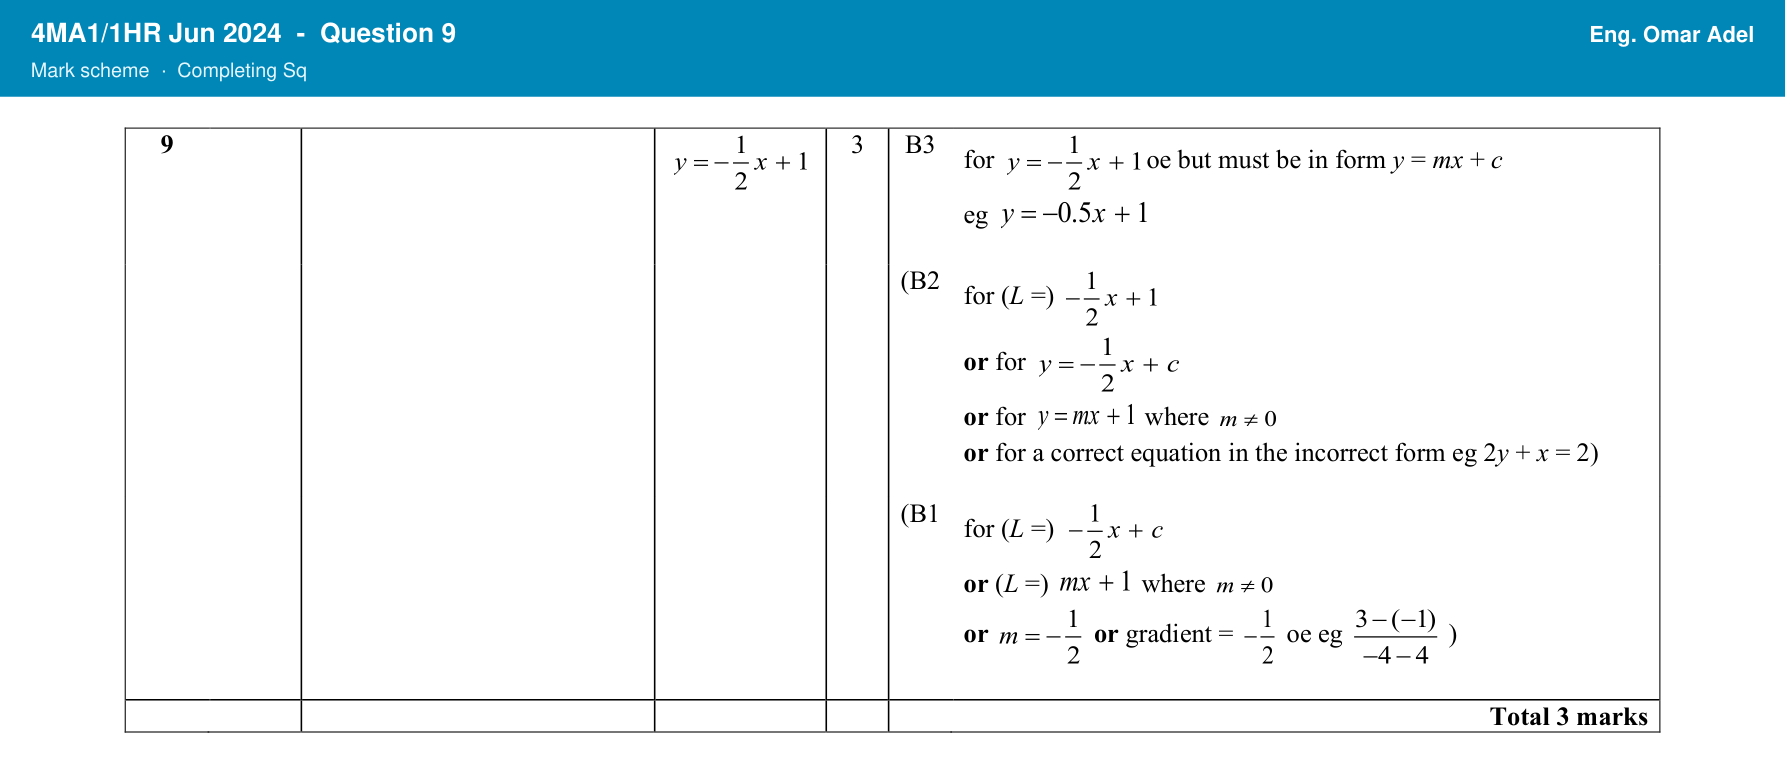 4MA1/1HR Jun 2024 - Question 9
Eng. Omar Adel
Mark scheme · Completing Sq
9
y = −1/2 x + 1
3
B3 for y = −1/2 x + 1 oe but must be in form y = mx + c
eg y = −0.5x + 1
(B2 for (L =) −1/2 x + 1
or for y = −1/2 x + c
or for y = mx + 1 where m ≠ 0
or for a correct equation in the incorrect form eg 2y + x = 2)
(B1 for (L =) −1/2 x + c
or (L =) mx + 1 where m ≠ 0
or m = −1/2 or gradient = −1/2 oe eg 3−(−1)/−4−4 )
Total 3 marks